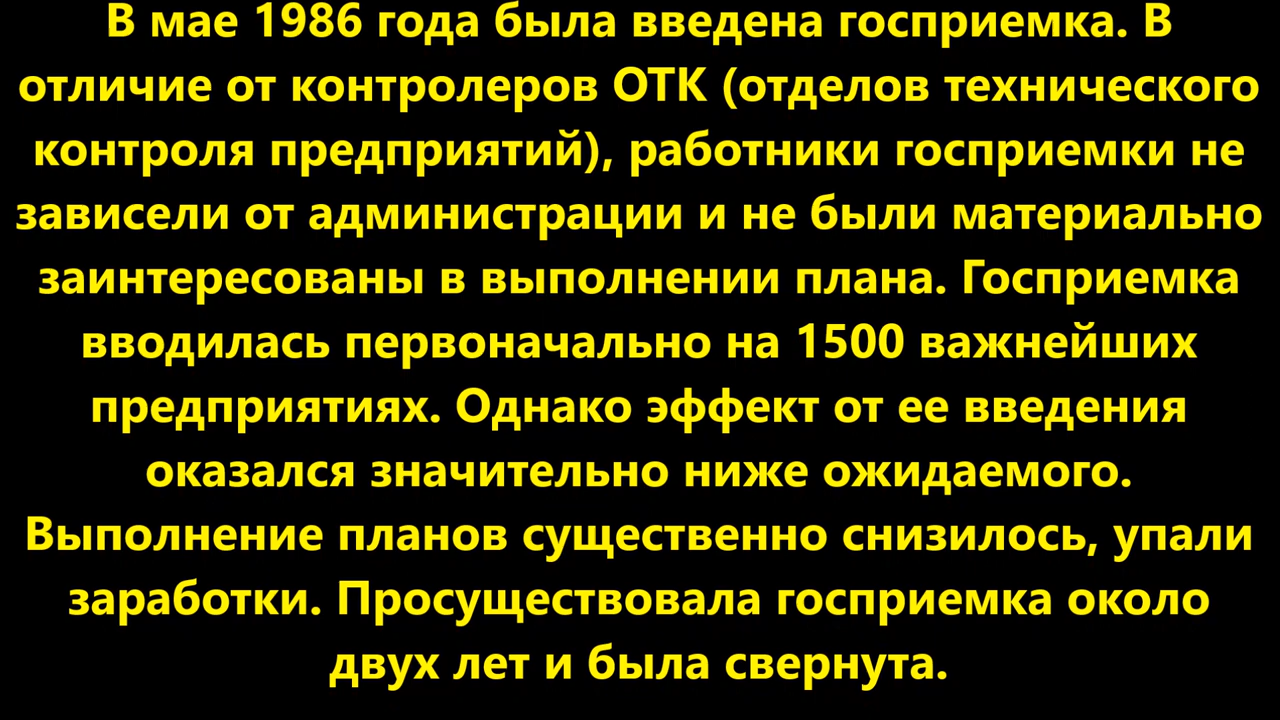 В мае 1986 года была введена госприемка. В
отличие от контролеров ОТК (отделов технического
контроля предприятий), работники госприемки не
зависели от администрации и не были материально
заинтересованы в выполнении плана. Госприемка
вводилась первоначально на 1500 важнейших
предприятиях. Однако эффект от ее введения
оказался значительно ниже ожидаемого.
Выполнение планов существенно снизилось, упали
заработки. Просуществовала госприемка около
двух лет и была свернута.